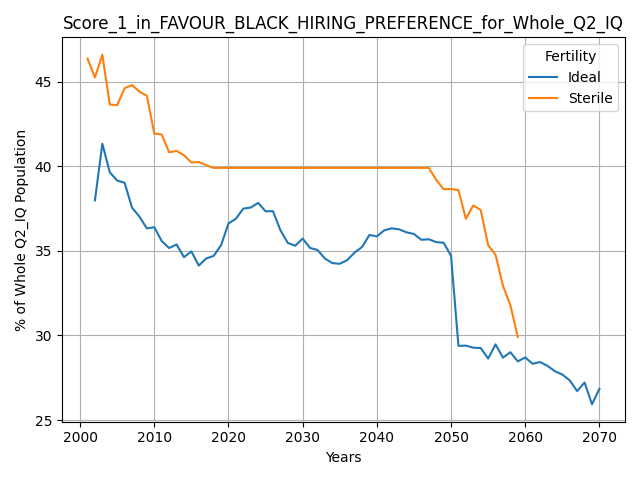 Score_1_in_FAVOUR_BLACK_HIRING_PREFERENCE_for_Whole_Q2_IQ
Fertility
Ideal
Sterile
% of Whole Q2_IQ Population
45
40
35
30
25
2000 2010 2020 2030 2040 2050 2060 2070
Years